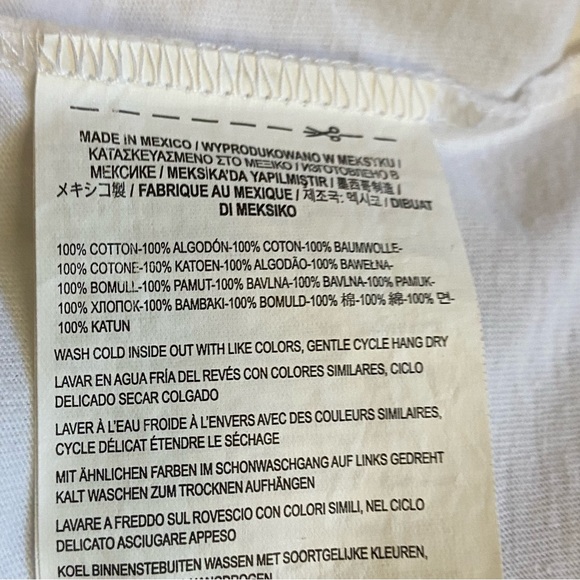 MADE IN MEXICO / WYPRODUKOWANO W MEKSYKU /
ΚΑΤΑΣΚΕΥΑΣΜΕΝΟ ΣΤΟ ΜΕΞΙΚΟ / ИЗГОТОВЛЕНО В
МЕКСИКЕ / MEKSİKA'DA YAPILMIŞTIR / 墨西哥制造 /
メキシコ製 / FABRIQUE AU MEXIQUE / 제조국: 멕시코 / DIBUAT
DI MEKSIKO
100% COTTON-100% ALGODÓN-100% COTON-100% BAUMWOLLE-
100% COTONE-100% KATOEN-100% ALGODÃO-100% BAWEŁNA-
100% BOMULL-100% PAMUT-100% BAVLNA-100% BAVLNA-100% PAMUK-
100% ХЛОПОК-100% ΒΑΜΒΑΚΙ-100% BOMULD-100% 棉-100% 綿-100% 면-
100% KATUN
WASH COLD INSIDE OUT WITH LIKE COLORS, GENTLE CYCLE HANG DRY
LAVAR EN AGUA FRÍA DEL REVÉS CON COLORES SIMILARES, CICLO
DELICADO SECAR COLGADO
LAVER À L'EAU FROIDE À L'ENVERS AVEC DES COULEURS SIMILAIRES,
CYCLE DÉLICAT ÉTENDRE LE SÉCHAGE
MIT ÄHNLICHEN FARBEN IM SCHONWASCHGANG AUF LINKS GEDREHT
KALT WASCHEN ZUM TROCKNEN AUFHÄNGEN
LAVARE A FREDDO SUL ROVESCIO CON COLORI SIMILI, NEL CICLO
DELICATO ASCIUGARE APPESO
KOEL BINNENSTEBUITEN WASSEN MET SOORTGELIJKE KLEUREN,